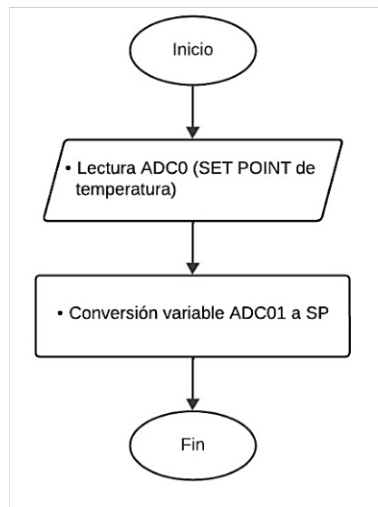 Inicio
• Lectura ADC0 (SET POINT de
temperatura)
• Conversión variable ADC01 a SP
Fin